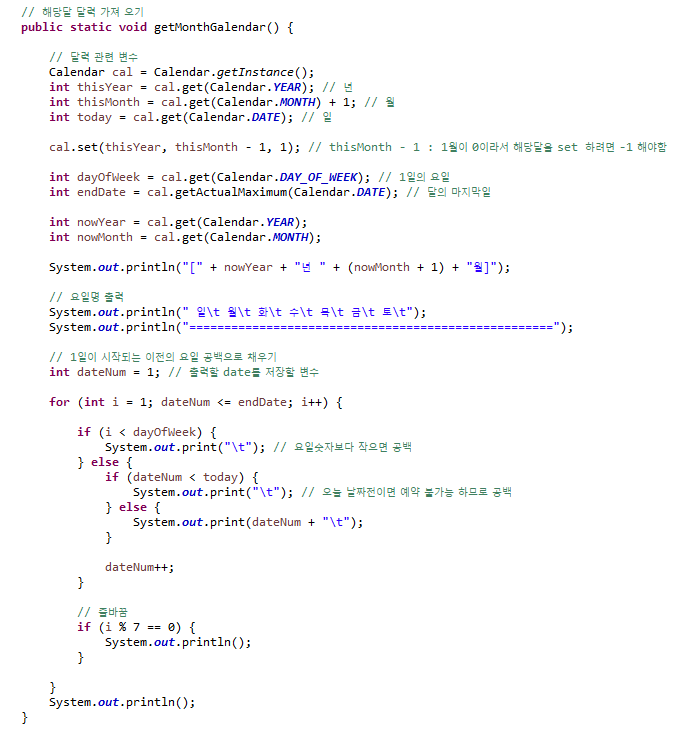 // 해당달 달력 가져 오기
public static void getMonthGalendar() {
// 달력 관련 변수
Calendar cal = Calendar.getInstance();
int thisYear = cal.get(Calendar.YEAR); // 년
int thisMonth = cal.get(Calendar.MONTH) + 1; // 월
int today = cal.get(Calendar.DATE); // 일
cal.set(thisYear, thisMonth - 1, 1); // thisMonth - 1 : 1월이 0이라서 해당달을 set 하려면 -1 해야함
int dayOfWeek = cal.get(Calendar.DAY_OF_WEEK); // 1일의 요일
int endDate = cal.getActualMaximum(Calendar.DATE); // 달의 마지막일
int nowYear = cal.get(Calendar.YEAR);
int nowMonth = cal.get(Calendar.MONTH);
System.out.println("[" + nowYear + "년 " + (nowMonth + 1) + "월]");
// 요일명 출력
System.out.println(" 일\t 월\t 화\t 수\t 목\t 금\t 토\t");
System.out.println("====================================================");
// 1일이 시작되는 이전의 요일 공백으로 채우기
int dateNum = 1; // 출력할 date를 저장할 변수
for (int i = 1; dateNum <= endDate; i++) {
if (i < dayOfWeek) {
System.out.print("\t"); // 요일숫자보다 작으면 공백
} else {
if (dateNum < today) {
System.out.print("\t"); // 오늘 날짜전이면 예약 불가능 하므로 공백
} else {
System.out.print(dateNum + "\t");
}
dateNum++;
}
// 줄바꿈
if (i % 7 == 0) {
System.out.println();
}
}
System.out.println();
}